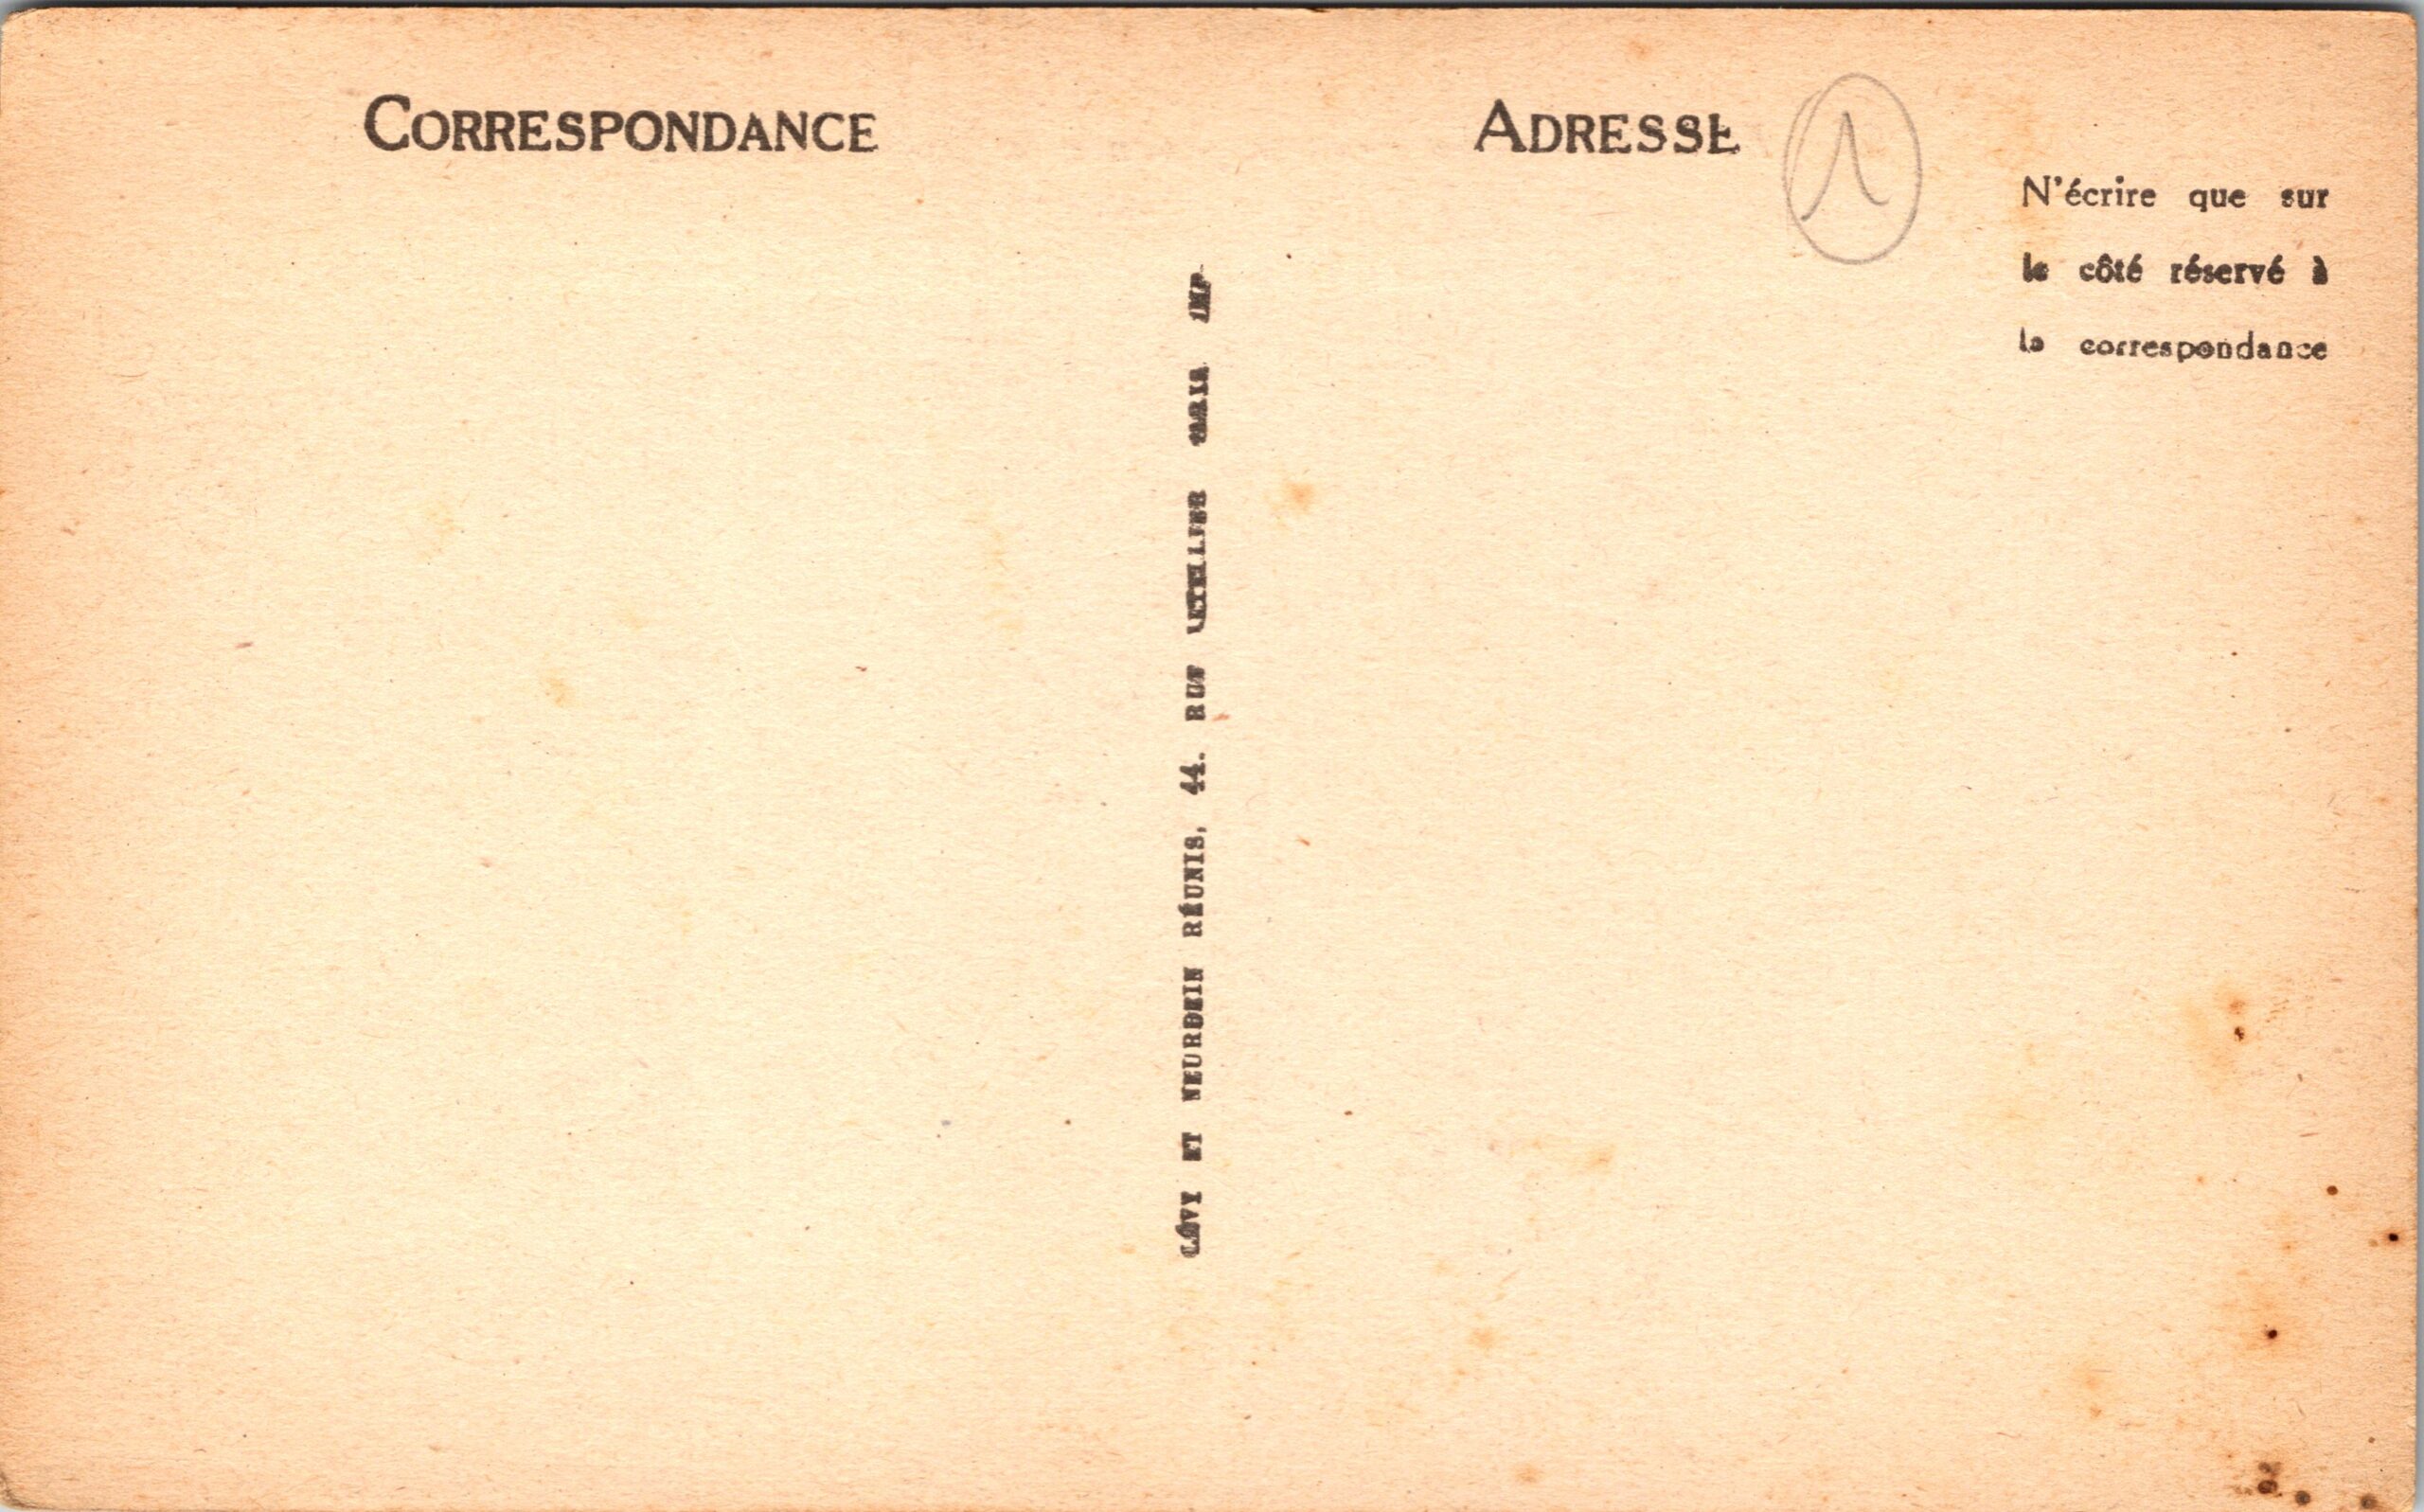 CORRESPONDANCE
ADRESSE
N'écrire que sur
le côté réservé à
la correspondance
LÉVY ET NEURDEIN RÉUNIS, 44. RUE LETELLIER PARIS IMP.